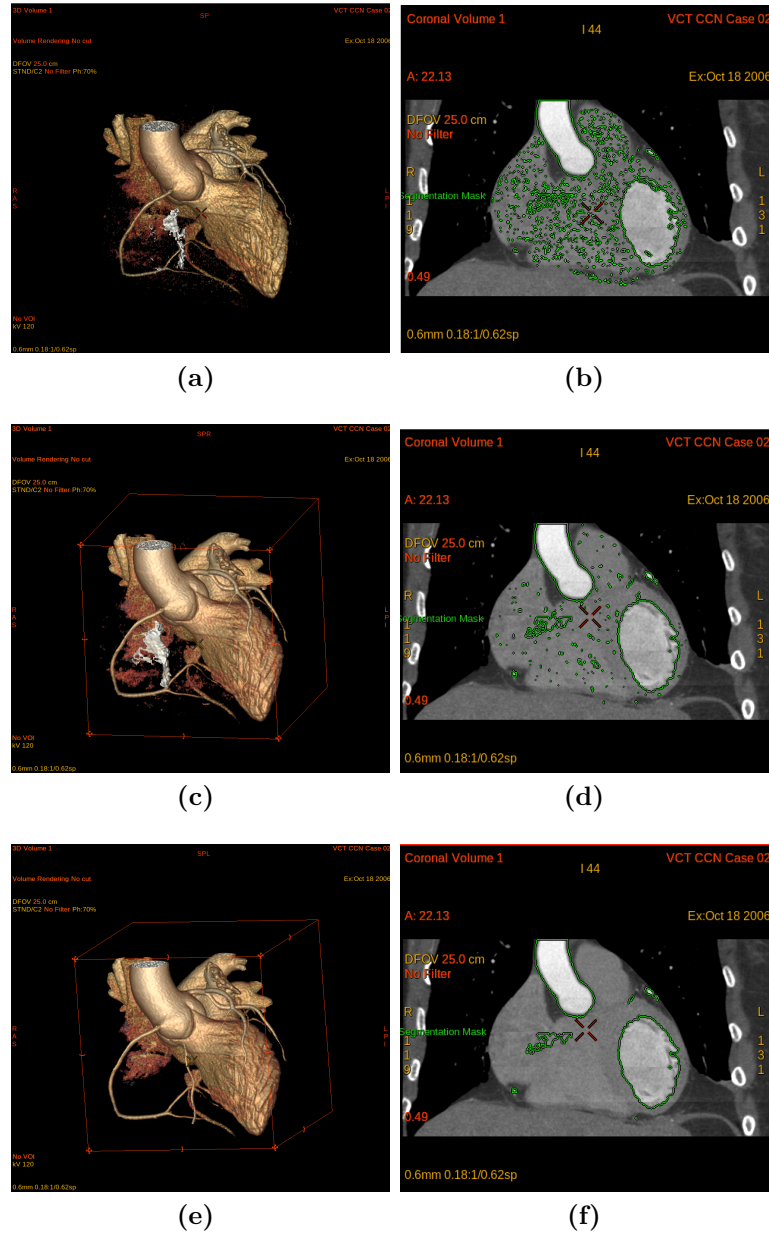 3D Volume 1
SP
VCT CCN Case 02
Volume Rendering No cut
Ex:Oct 18 2006
DFOV 25.0 cm
STND/C2 No Filter Ph:70%
R
A
S
L
P
I
No VOI
kV 120
0.6mm 0.18:1/0.62sp
(a)
Coronal Volume 1
VCT CCN Case 02
I 44
A: 22.13
Ex:Oct 18 2006
DFOV 25.0 cm
No Filter
R
1
1
9
L
1
3
1
Segmentation Mask
0.49
0.6mm 0.18:1/0.62sp
(b)
3D Volume 1
SPR
VCT CCN Case 02
Volume Rendering No cut
Ex:Oct 18 2006
DFOV 25.0 cm
STND/C2 No Filter Ph:70%
R
A
S
L
P
I
No VOI
kV 120
0.6mm 0.18:1/0.62sp
(c)
Coronal Volume 1
VCT CCN Case 02
I 44
A: 22.13
Ex:Oct 18 2006
DFOV 25.0 cm
No Filter
R
1
1
9
L
1
3
1
Segmentation Mask
0.49
0.6mm 0.18:1/0.62sp
(d)
3D Volume 1
SPL
VCT CCN Case 02
Volume Rendering No cut
Ex:Oct 18 2006
DFOV 25.0 cm
STND/C2 No Filter Ph:70%
R
A
S
L
P
I
No VOI
kV 120
0.6mm 0.18:1/0.62sp
(e)
Coronal Volume 1
VCT CCN Case 02
I 44
A: 22.13
Ex:Oct 18 2006
DFOV 25.0 cm
No Filter
R
1
1
9
L
1
3
1
Segmentation Mask
0.49
0.6mm 0.18:1/0.62sp
(f)